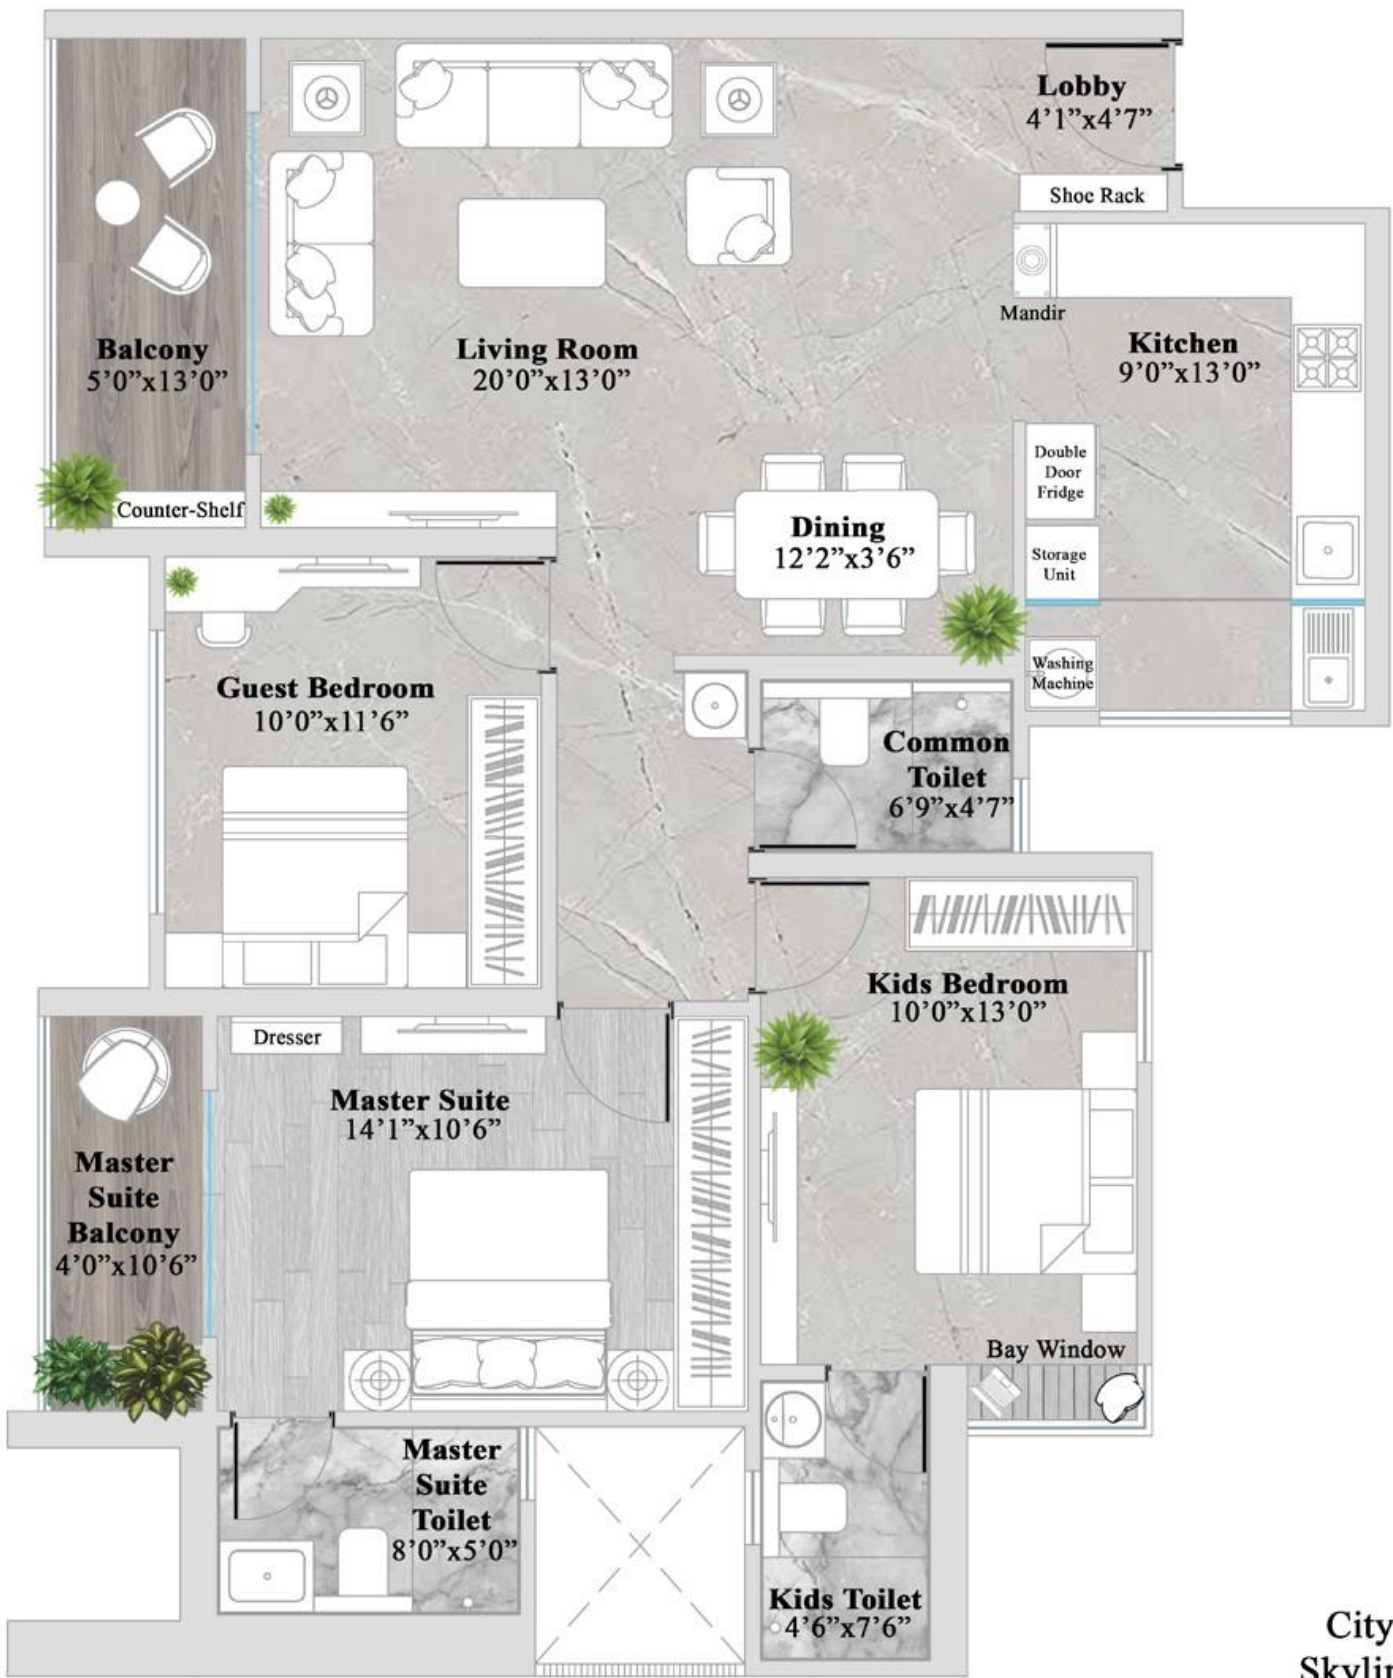 Lobby
4’1”x4’7”
Shoe Rack
Mandir
Balcony
5’0”x13’0”
Living Room
20’0”x13’0”
Kitchen
9’0”x13’0”
Double
Door
Fridge
Counter-Shelf
Dining
12’2”x3’6”
Storage
Unit
Washing
Machine
Guest Bedroom
10’0”x11’6”
Common
Toilet
6’9”x4’7”
Kids Bedroom
10’0”x13’0”
Dresser
Master Suite
14’1”x10’6”
Master
Suite
Balcony
4’0”x10’6”
Bay Window
Master
Suite
Toilet
8’0”x5’0”
Kids Toilet
4’6”x7’6”
City